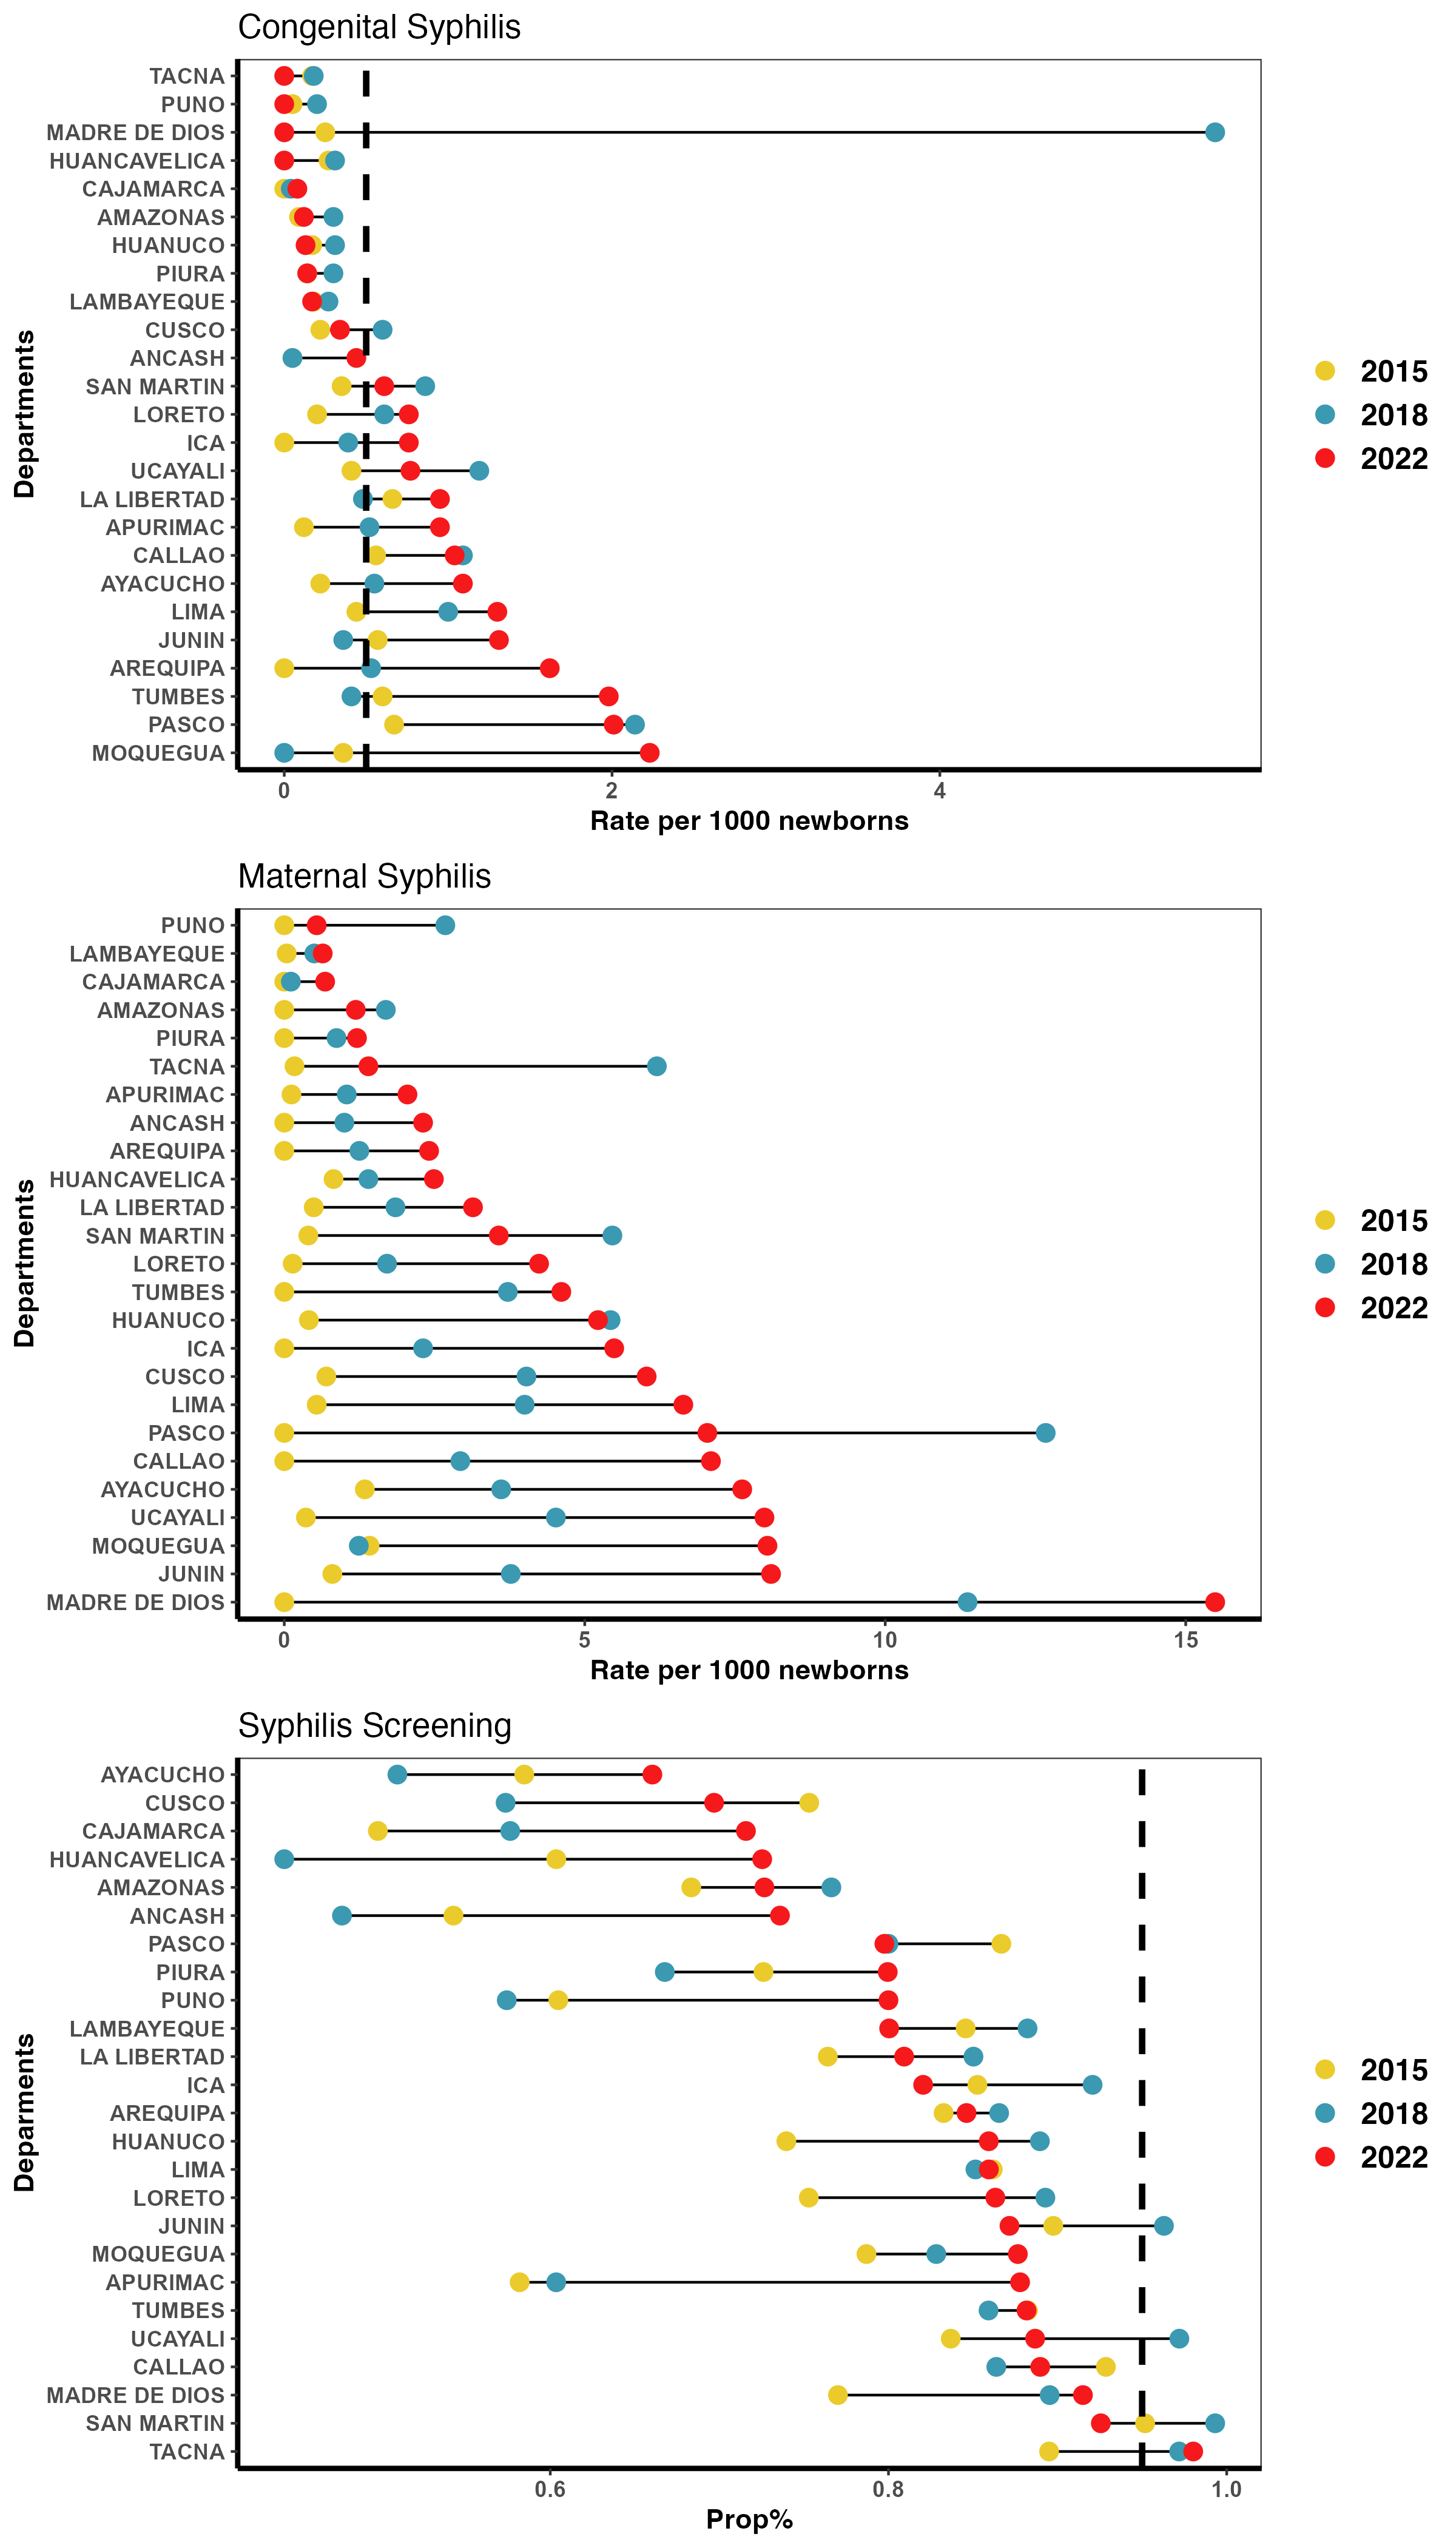 Congenital Syphilis
TACNA
PUNO
MADRE DE DIOS
HUANCAVELICA
CAJAMARCA
AMAZONAS
HUANUCO
PIURA
LAMBAYEQUE
CUSCO
ANCASH
SAN MARTIN
LORETO
ICA
UCAYALI
LA LIBERTAD
APURIMAC
CALLAO
AYACUCHO
LIMA
JUNIN
AREQUIPA
TUMBES
PASCO
MOQUEGUA
Departments
0 2 4
Rate per 1000 newborns
2015
2018
2022
Maternal Syphilis
PUNO
LAMBAYEQUE
CAJAMARCA
AMAZONAS
PIURA
TACNA
APURIMAC
ANCASH
AREQUIPA
HUANCAVELICA
LA LIBERTAD
SAN MARTIN
LORETO
TUMBES
HUANUCO
ICA
CUSCO
LIMA
PASCO
CALLAO
AYACUCHO
UCAYALI
MOQUEGUA
JUNIN
MADRE DE DIOS
Departments
0 5 10 15
Rate per 1000 newborns
2015
2018
2022
Syphilis Screening
AYACUCHO
CUSCO
CAJAMARCA
HUANCAVELICA
AMAZONAS
ANCASH
PASCO
PIURA
PUNO
LAMBAYEQUE
LA LIBERTAD
ICA
AREQUIPA
HUANUCO
LIMA
LORETO
JUNIN
MOQUEGUA
APURIMAC
TUMBES
UCAYALI
CALLAO
MADRE DE DIOS
SAN MARTIN
TACNA
Deparments
0.6 0.8 1.0
Prop%
2015
2018
2022